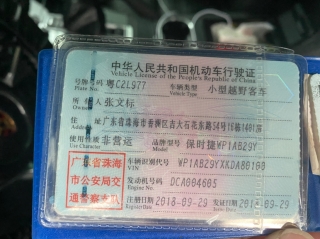 中华人民共和国机动车行驶证
Vehicle License of the People's Republic of China
号牌号码 粤C2L977 车辆类型 小型越野客车
Plate No. Vehicle Type
所有人 张文标
Owner
住址 广东省珠海市香洲区吉大石花东路54号16栋1401房
Address
使用性质 非营运 品牌型号 保时捷WP1AB29Y
Use Character Model
广东省珠海市公安局交通警察支队
车辆识别代号 WP1AB29YXKDA80160
VIN
发动机号码 DCA004605
Engine No.
注册日期 2018-09-29 发证日期 2018-09-29
Register Date Issue Date